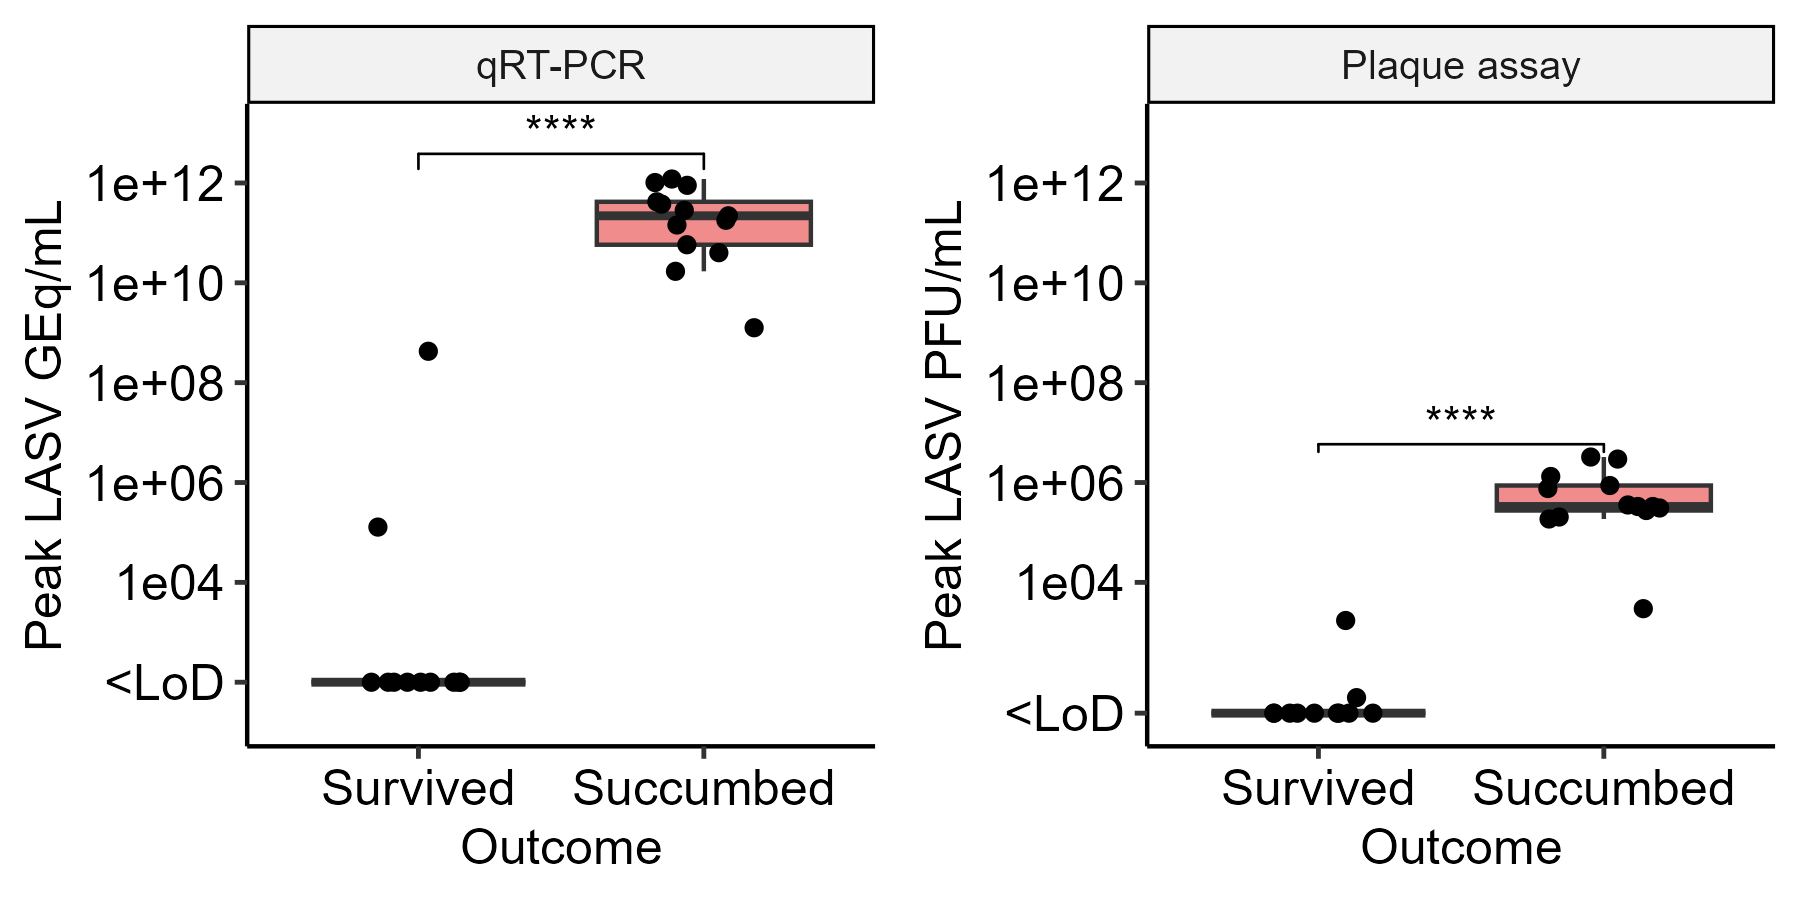 qRT-PCR
****
Peak LASV GEq/mL
1e+12
1e+10
1e+08
1e+06
1e04
<LoD
Survived
Succumbed
Outcome
Plaque assay
****
Peak LASV PFU/mL
1e+12
1e+10
1e+08
1e+06
1e04
<LoD
Survived
Succumbed
Outcome